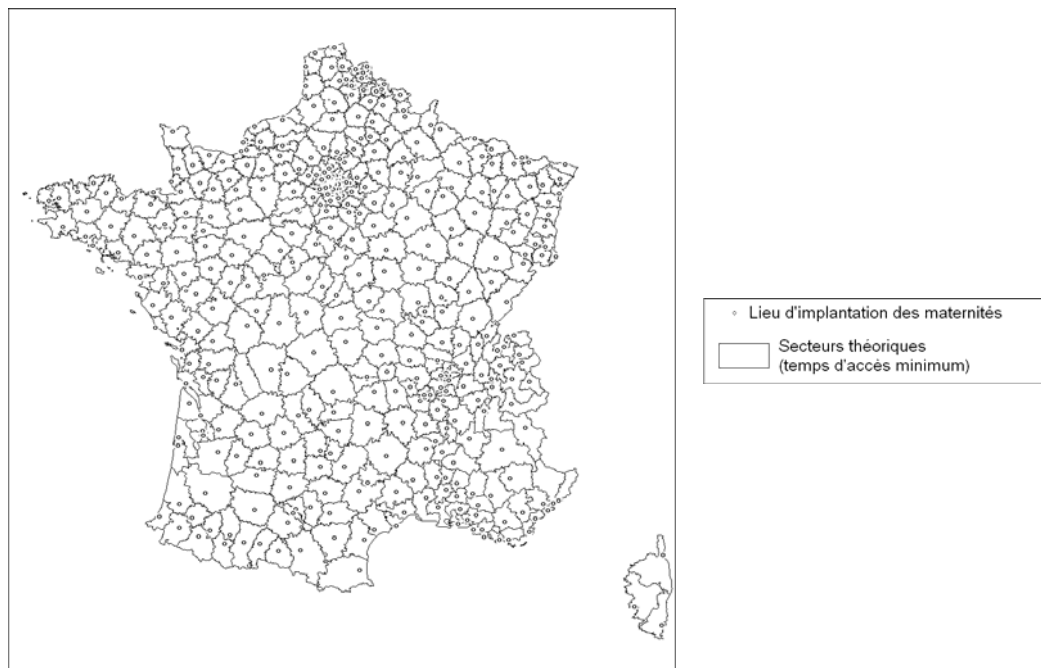 Lieu d'implantation des maternités
Secteurs théoriques
(temps d'accès minimum)